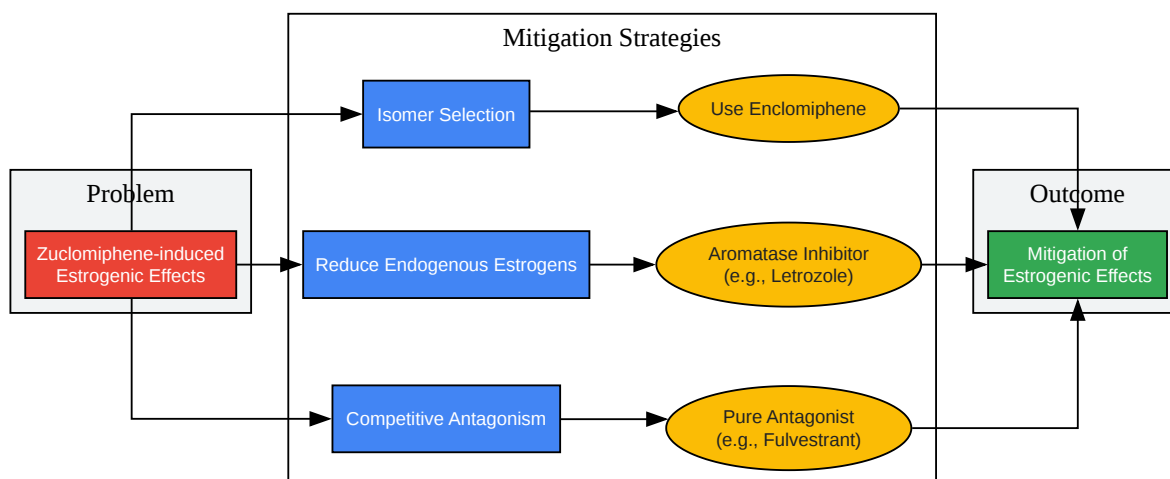 Mitigation Strategies
Isomer Selection
Use Enclomiphene
Problem
Outcome
Zuclomiphene-induced
Estrogenic Effects
Reduce Endogenous Estrogens
Aromatase Inhibitor
(e.g., Letrozole)
Mitigation of
Estrogenic Effects
Competitive Antagonism
Pure Antagonist
(e.g., Fulvestrant)